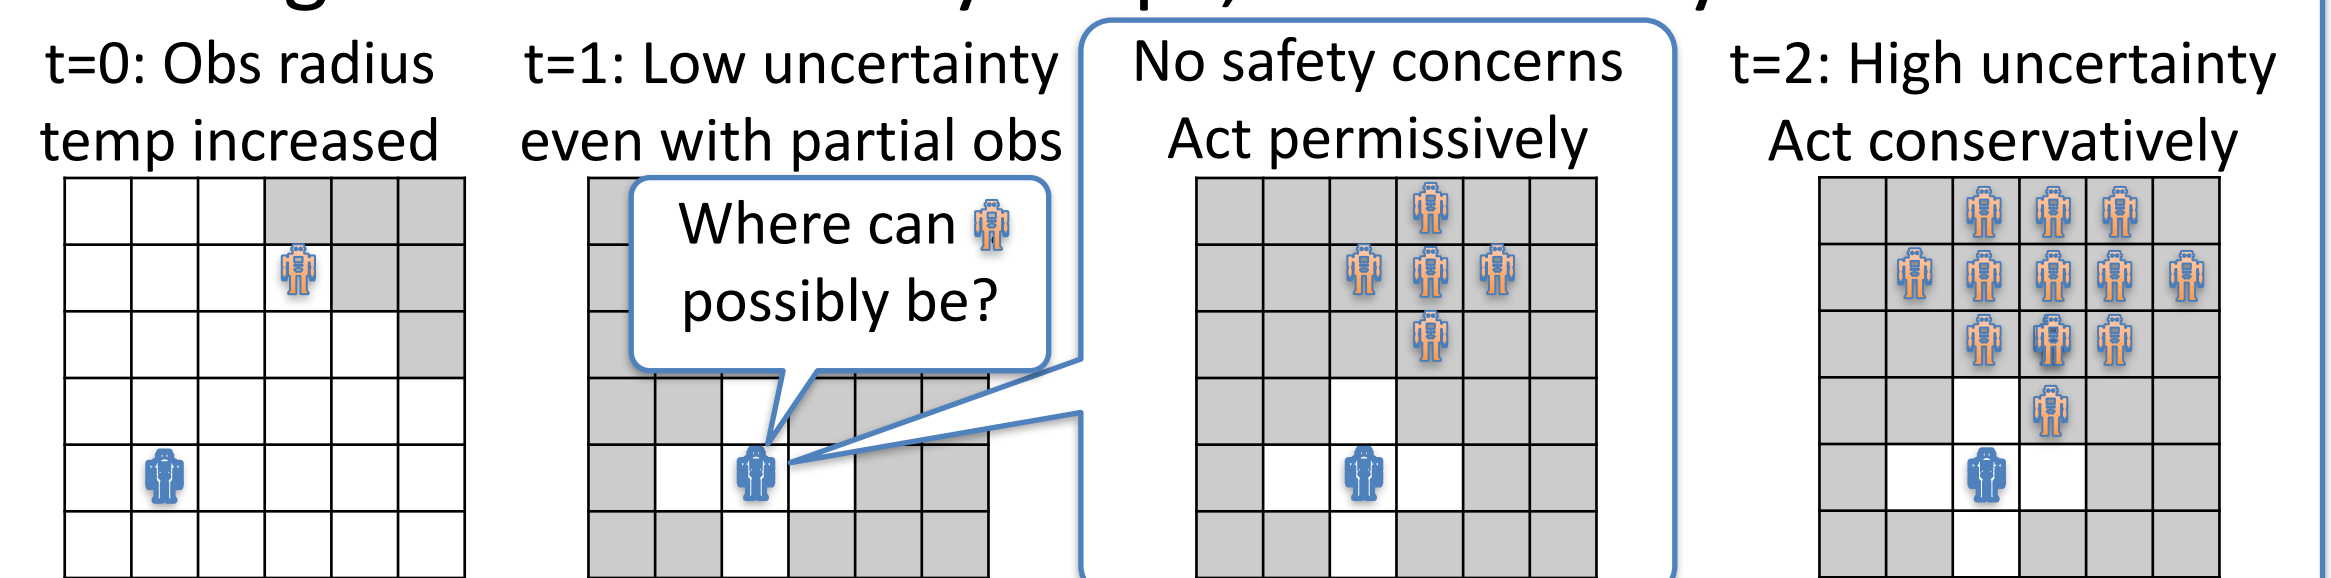 t=0: Obs radius
temp increased
t=1: Low uncertainty
even with partial obs
Where can
possibly be?
No safety concerns
Act permissively
t=2: High uncertainty
Act conservatively